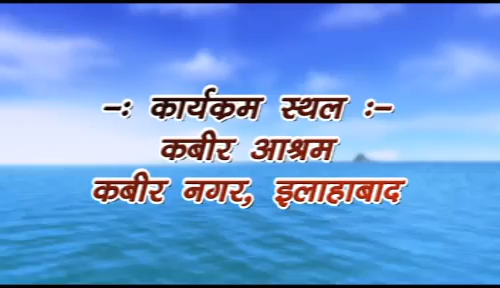 -: कार्यक्रम स्थल :-
कबीर आश्रम
कबीर नगर, इलाहाबाद